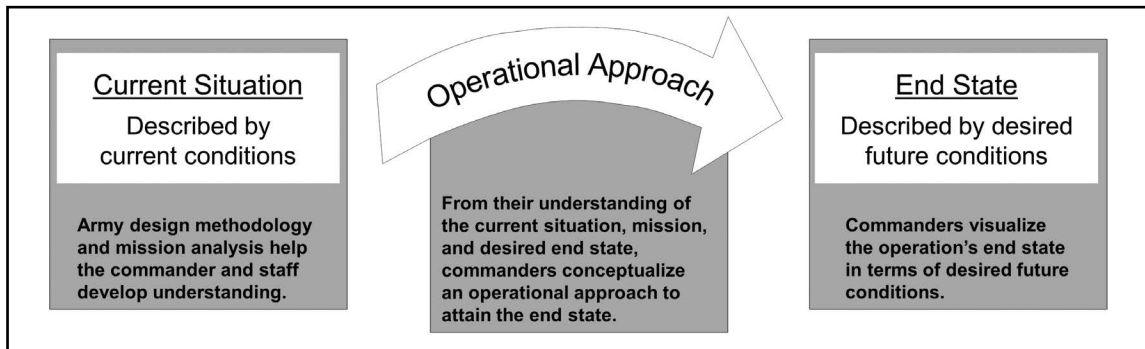 Current Situation
Described by
current conditions
Army design methodology
and mission analysis help
the commander and staff
develop understanding.
Operational Approach
From their understanding of
the current situation, mission,
and desired end state,
commanders conceptualize
an operational approach to
attain the end state.
End State
Described by desired
future conditions
Commanders visualize
the operation’s end state
in terms of desired future
conditions.